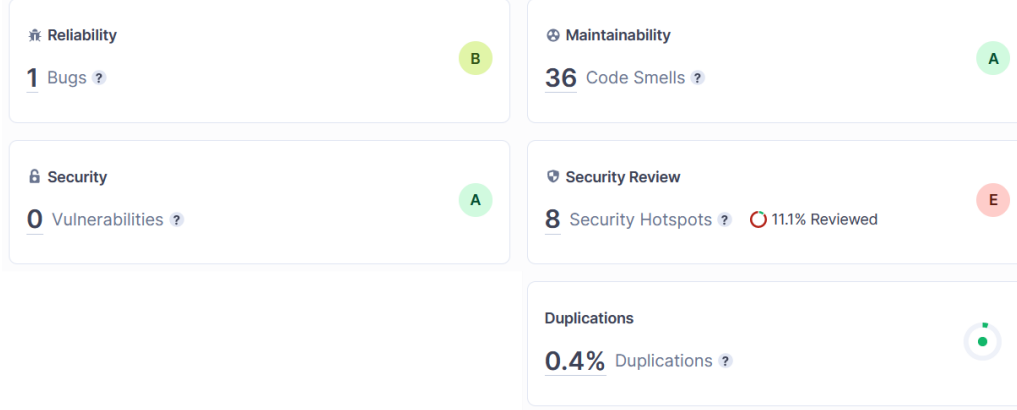 Reliability
1 Bugs ?
B
Maintainability
36 Code Smells ?
A
Security
0 Vulnerabilities ?
A
Security Review
8 Security Hotspots ? 11.1% Reviewed
E
Duplications
0.4% Duplications ?